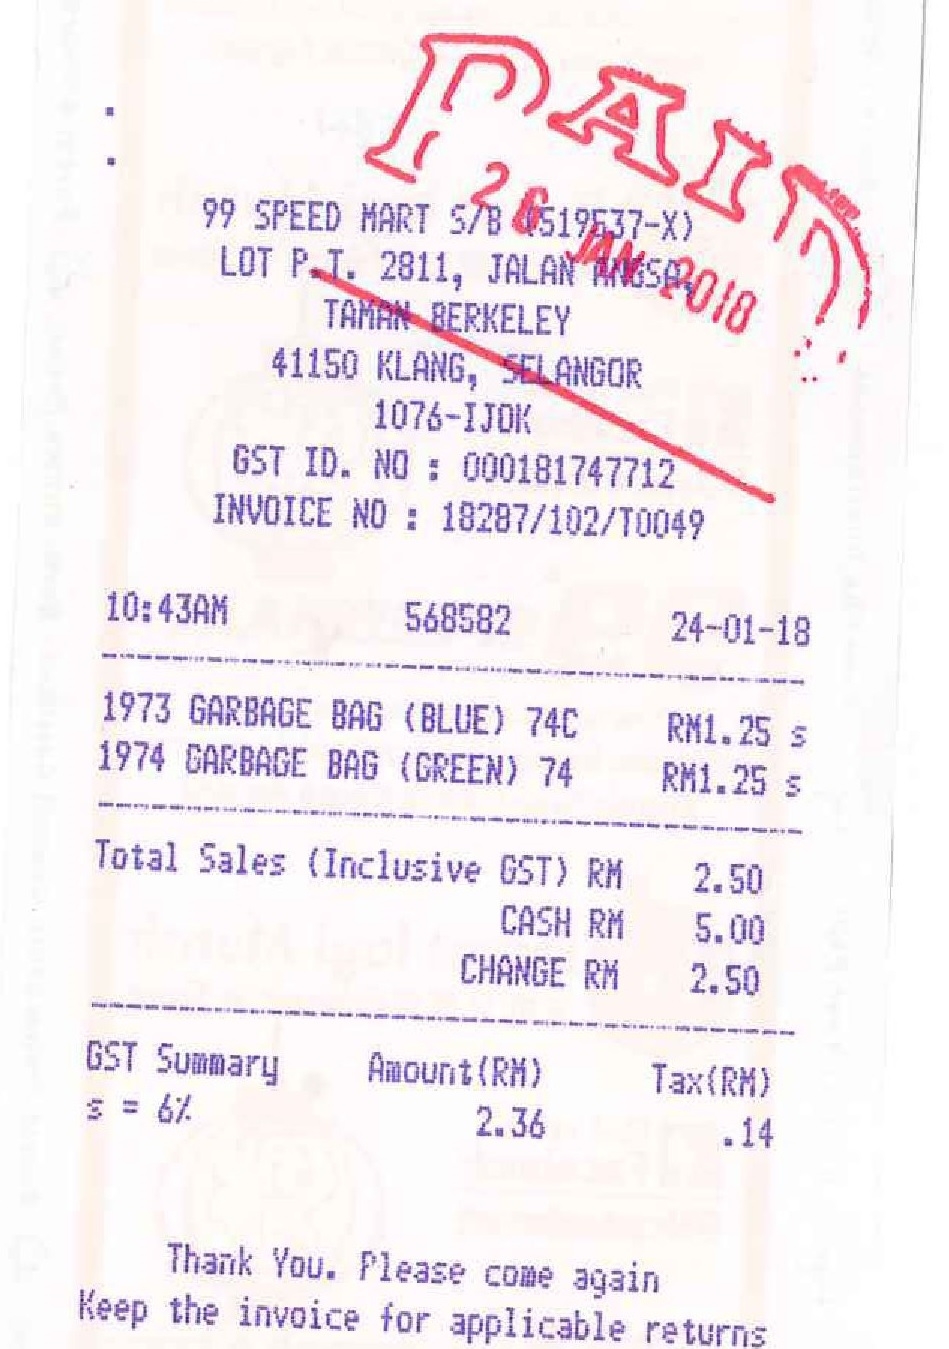 PAID
26 JAN 2018
99 SPEED MART S/B (519537-X)
LOT P.T. 2811, JALAN ANGSA,
TAMAN BERKELEY
41150 KLANG, SELANGOR
1076-IJOK
GST ID. NO : 000181747712
INVOICE NO : 18287/102/T0049
10:43AM 568582 24-01-18
1973 GARBAGE BAG (BLUE) 74C RM1.25 s
1974 GARBAGE BAG (GREEN) 74 RM1.25 s
Total Sales (Inclusive GST) RM 2.50
CASH RM 5.00
CHANGE RM 2.50
GST Summary Amount(RM) Tax(RM)
s = 6% 2.36 .14
Thank You. Please come again
Keep the invoice for applicable returns